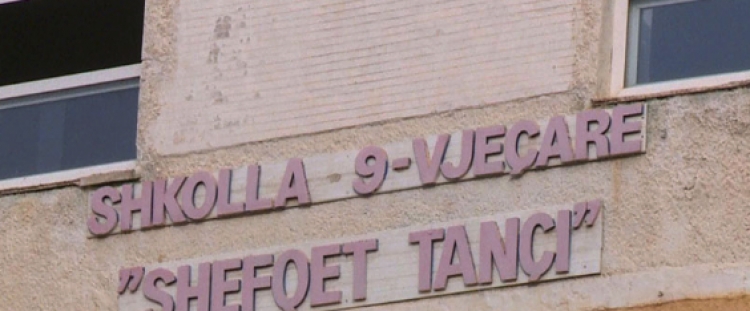 SHKOLLA 9-VJEÇARE
"SHEFQET TANÇI"